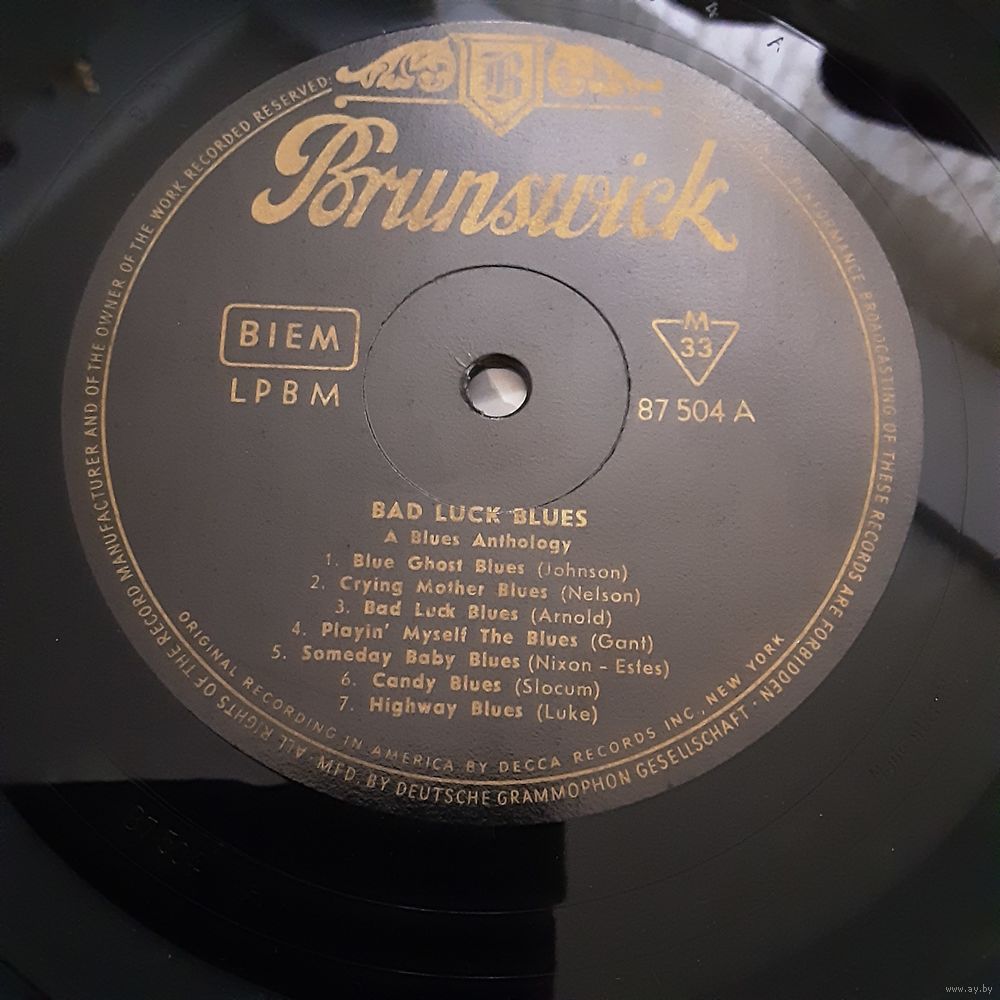 B
Brunswick
BIEM
LPBM
M
33
87 504 A
BAD LUCK BLUES
A Blues Anthology
1. Blue Ghost Blues (Johnson)
2. Crying Mother Blues (Nelson)
3. Bad Luck Blues (Arnold)
4. Playin' Myself The Blues (Gant)
5. Someday Baby Blues (Nixon - Estes)
6. Candy Blues (Slocum)
7. Highway Blues (Luke)
ORIGINAL RECORDING IN AMERICA BY DECCA RECORDS INC., NEW YORK
MFD. BY DEUTSCHE GRAMMOPHON GESELLSCHAFT · ALL RIGHTS OF THE RECORD MANUFACTURER AND OF THE OWNER OF THE WORK RECORDED RESERVED.
PERFORMANCE BROADCASTING OF THESE RECORDS ARE FORBIDDEN ·
4 A
www.ay.by